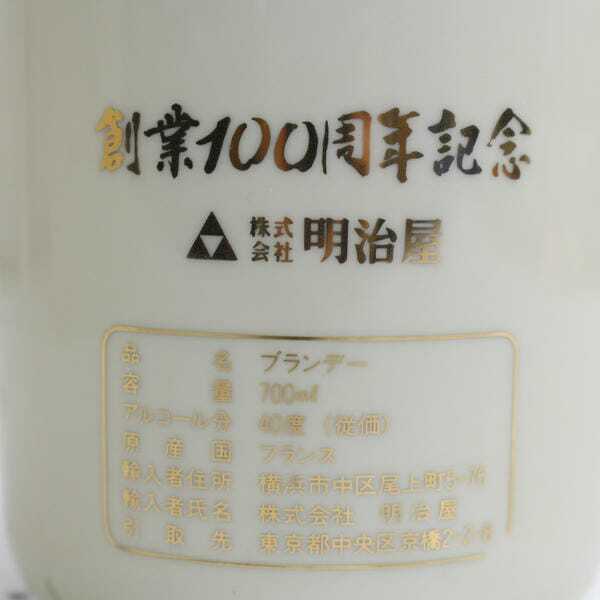 創業100周年記念
株式会社 明治屋
品名 ブランデー
容量 700ml
アルコール分 40度（従価）
原産国 フランス
輸入者住所 横浜市中区尾上町5-76
輸入者氏名 株式会社 明治屋
引取先 東京都中央区京橋2-2-8